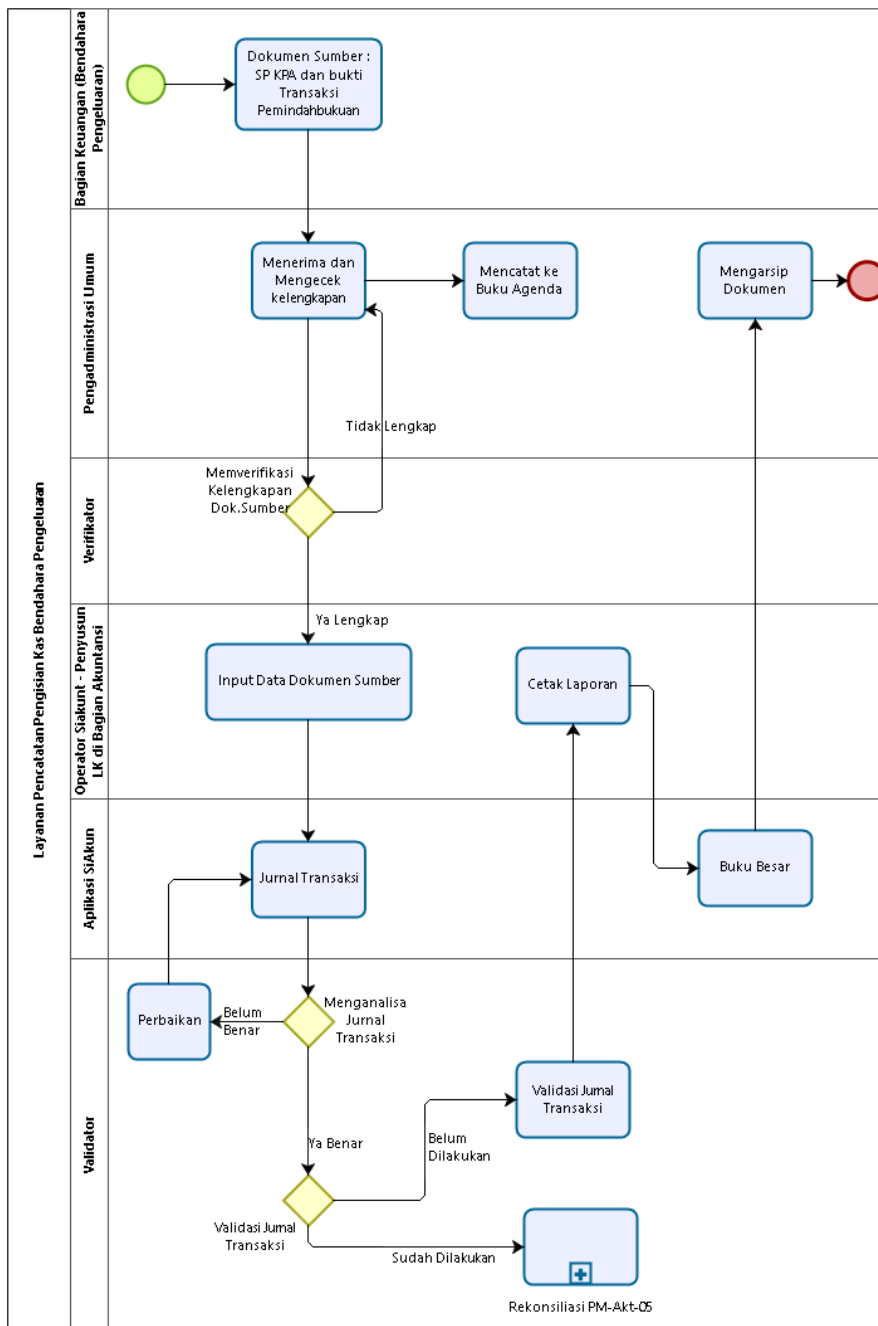 Layanan Pencatatan Pengisian Kas Bendahara Pengeluaran
Bagian Keuangan (Bendahara
Pengeluaran)
Dokumen Sumber :
SP KPA dan bukti
Transaksi
Pemindahbukuan
Pengadministrasi Umum
Menerima dan
Mengecek
kelengkapan
Mencatat ke
Buku Agenda
Mengarsip
Dokumen
Tidak Lengkap
Verifikator
Memverifikasi
Kelengkapan
Dok.Sumber
Ya Lengkap
Operator Siakunt - Penyusun
LK di Bagian Akuntansi
Input Data Dokumen Sumber
Cetak Laporan
Aplikasi SiAkun
Jurnal Transaksi
Buku Besar
Validator
Perbaikan
Belum
Benar
Menganalisa
Jurnal
Transaksi
Validasi Jurnal
Transaksi
Ya Benar
Belum
Dilakukan
Validasi Jurnal
Transaksi
Sudah Dilakukan
Rekonsiliasi PM-Akt-05